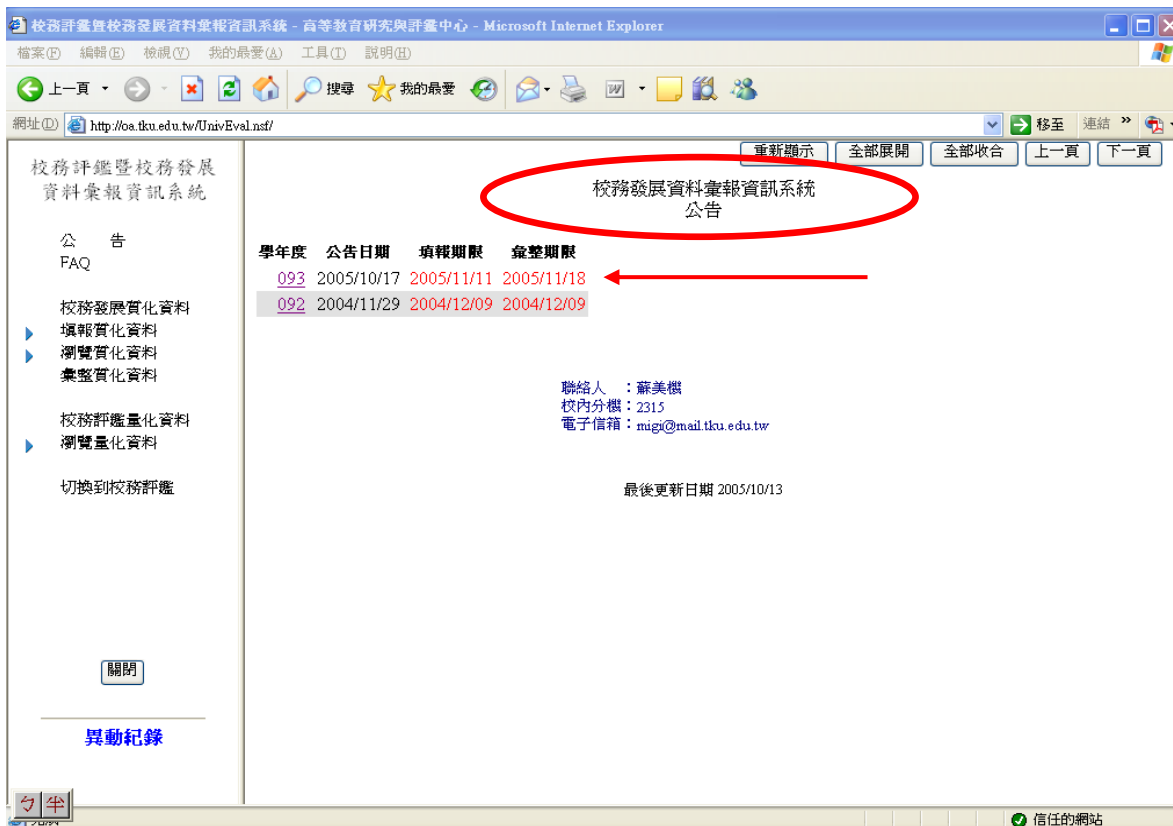 校務評鑑暨校務發展資料彙報資訊系統 - 高等教育研究與評鑑中心 - Microsoft Internet Explorer
檔案(F) 編輯(E) 檢視(V) 我的最愛(A) 工具(T) 說明(H)
上一頁 搜尋 我的最愛
網址(D) http://oa.tku.edu.tw/UnivEval.nsf/ 移至 連結 »
重新顯示 全部展開 全部收合 上一頁 下一頁
校務評鑑暨校務發展
資料彙報資訊系統
公 告
FAQ
校務發展質化資料
填報質化資料
瀏覽質化資料
彙整質化資料
校務評鑑量化資料
瀏覽量化資料
切換到校務評鑑
關閉
異動紀錄
校務發展資料彙報資訊系統
公告
學年度 公告日期 填報期限 彙整期限
093 2005/10/17 2005/11/11 2005/11/18
092 2004/11/29 2004/12/09 2004/12/09
聯絡人 :蘇美機
校內分機:2315
電子信箱:migi@mail.tku.edu.tw
最後更新日期 2005/10/13
ㄅ 半
信任的網站